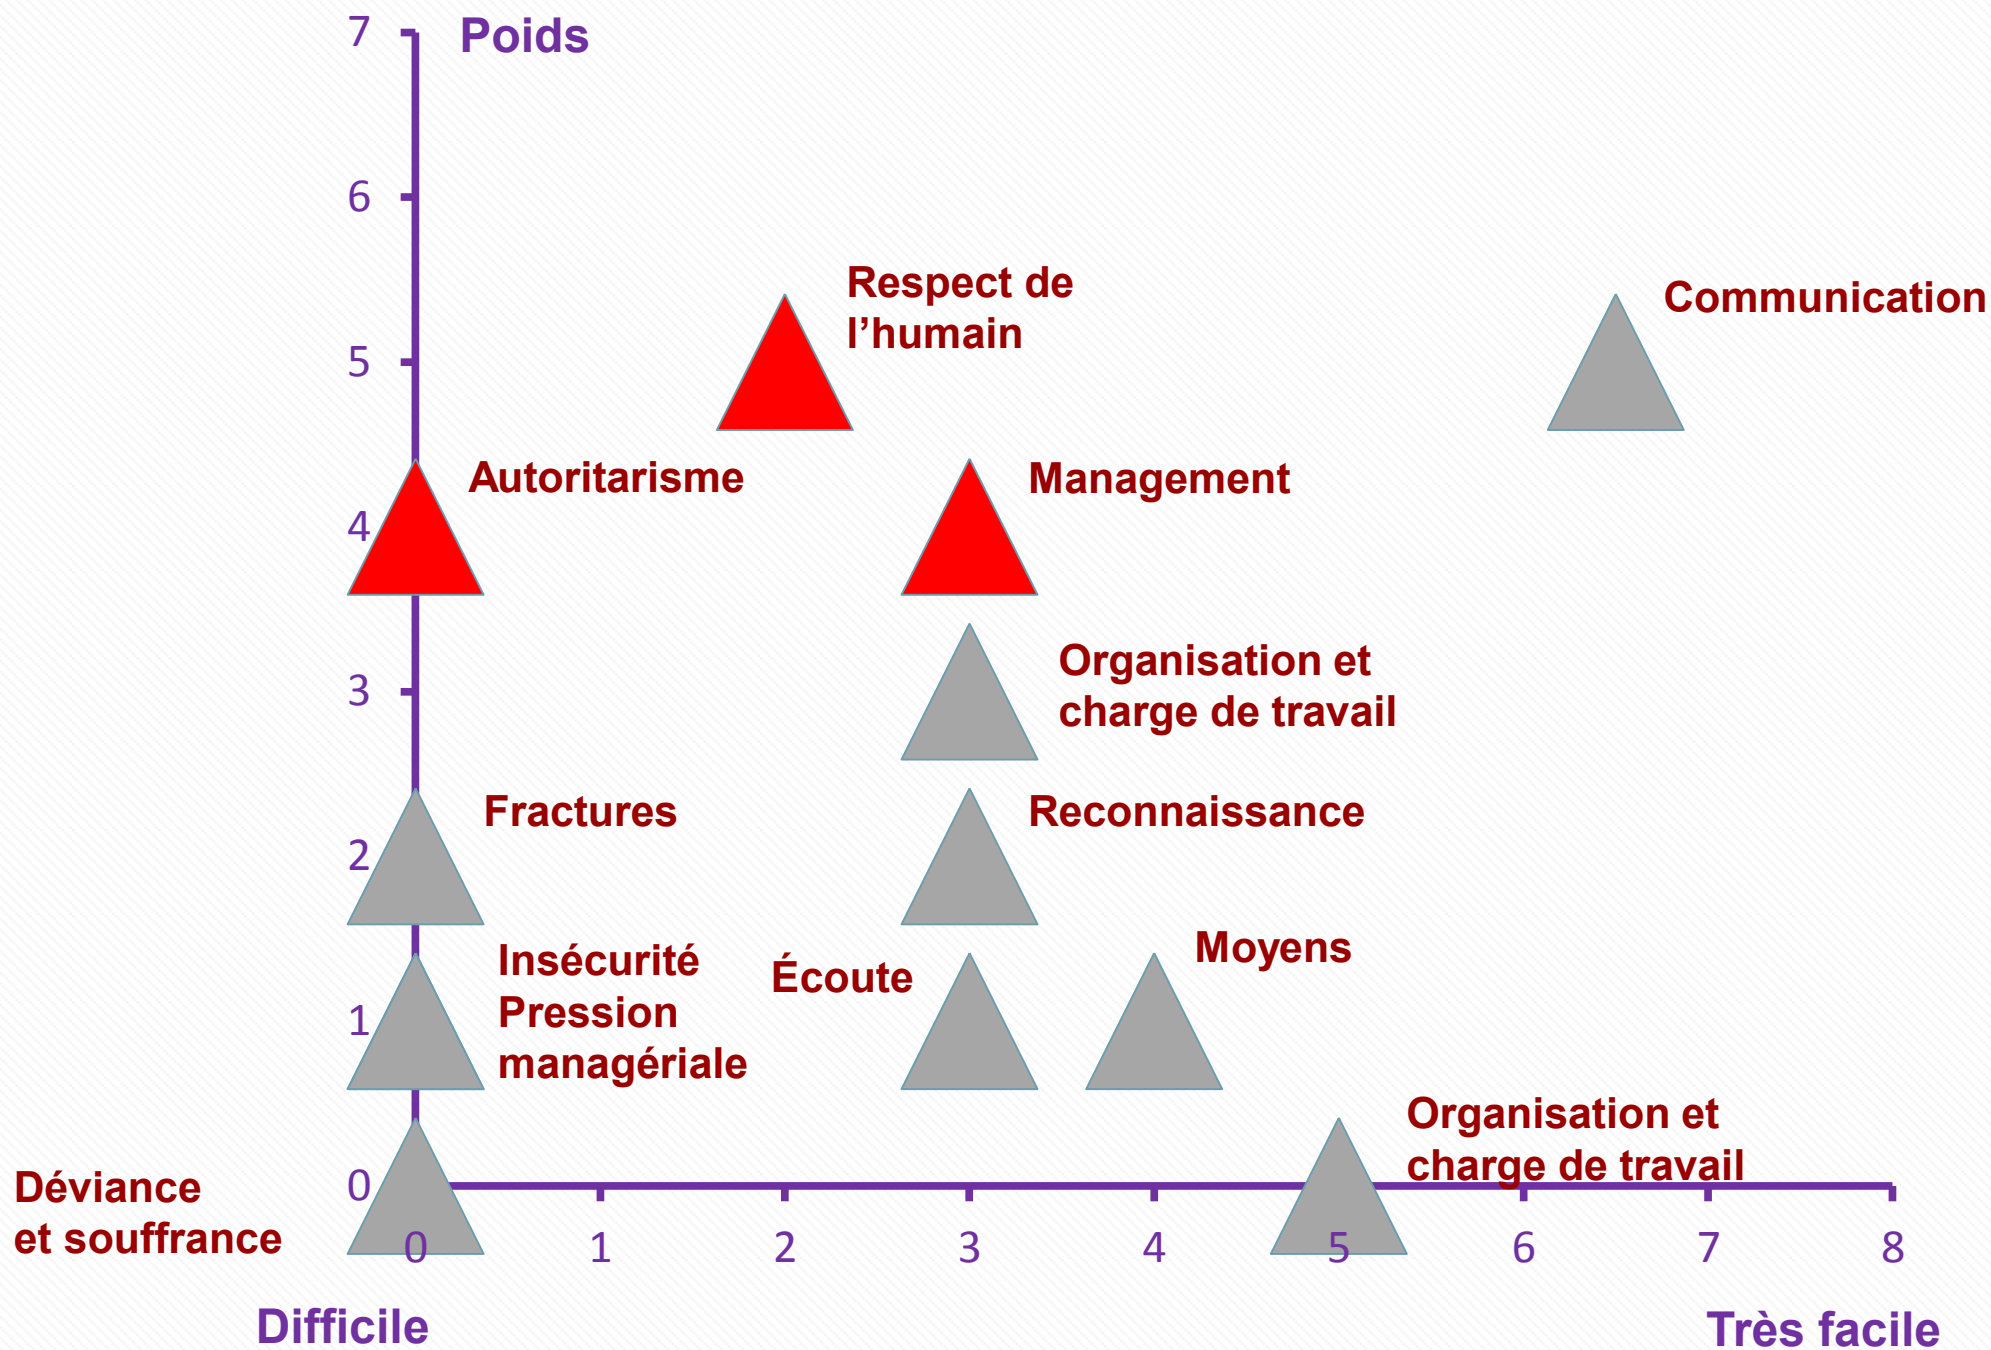 7
Poids
6
Respect de
l’humain
Communication
5
Autoritarisme
Management
4
Organisation et
charge de travail
3
Fractures
Reconnaissance
2
Insécurité
Pression
managériale
Écoute
Moyens
1
Organisation et
charge de travail
Déviance
et souffrance
0
0 1 2 3 4 5 6 7 8
Difficile
Très facile